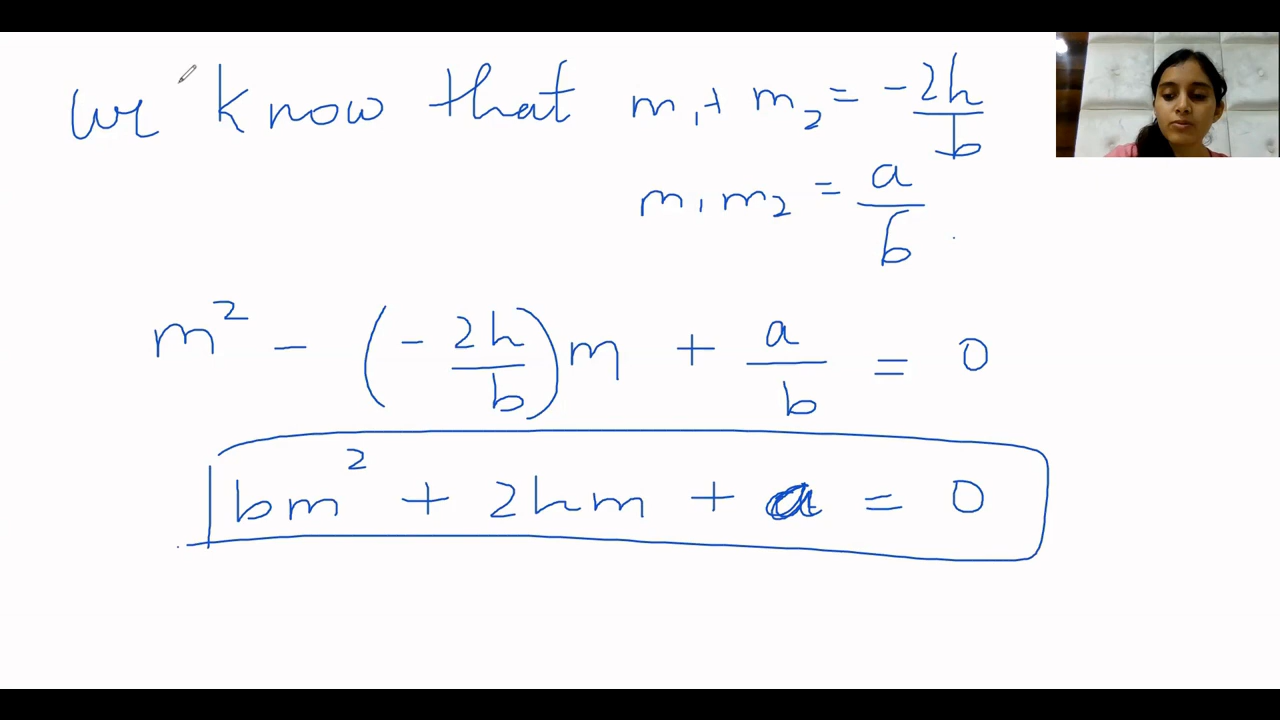 we know that m₁ + m₂ = -2h/b
m₁m₂ = a/b
m² - (-2h/b)m + a/b = 0
bm² + 2hm + a = 0